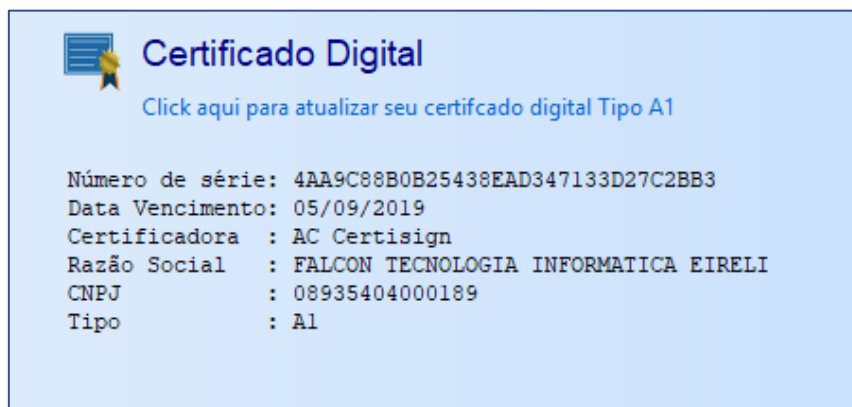 Certificado Digital
Click aqui para atualizar seu certifcado digital Tipo A1
Número de série: 4AA9C88B0B25438EAD347133D27C2BB3
Data Vencimento: 05/09/2019
Certificadora : AC Certisign
Razão Social : FALCON TECNOLOGIA INFORMATICA EIRELI
CNPJ : 08935404000189
Tipo : A1